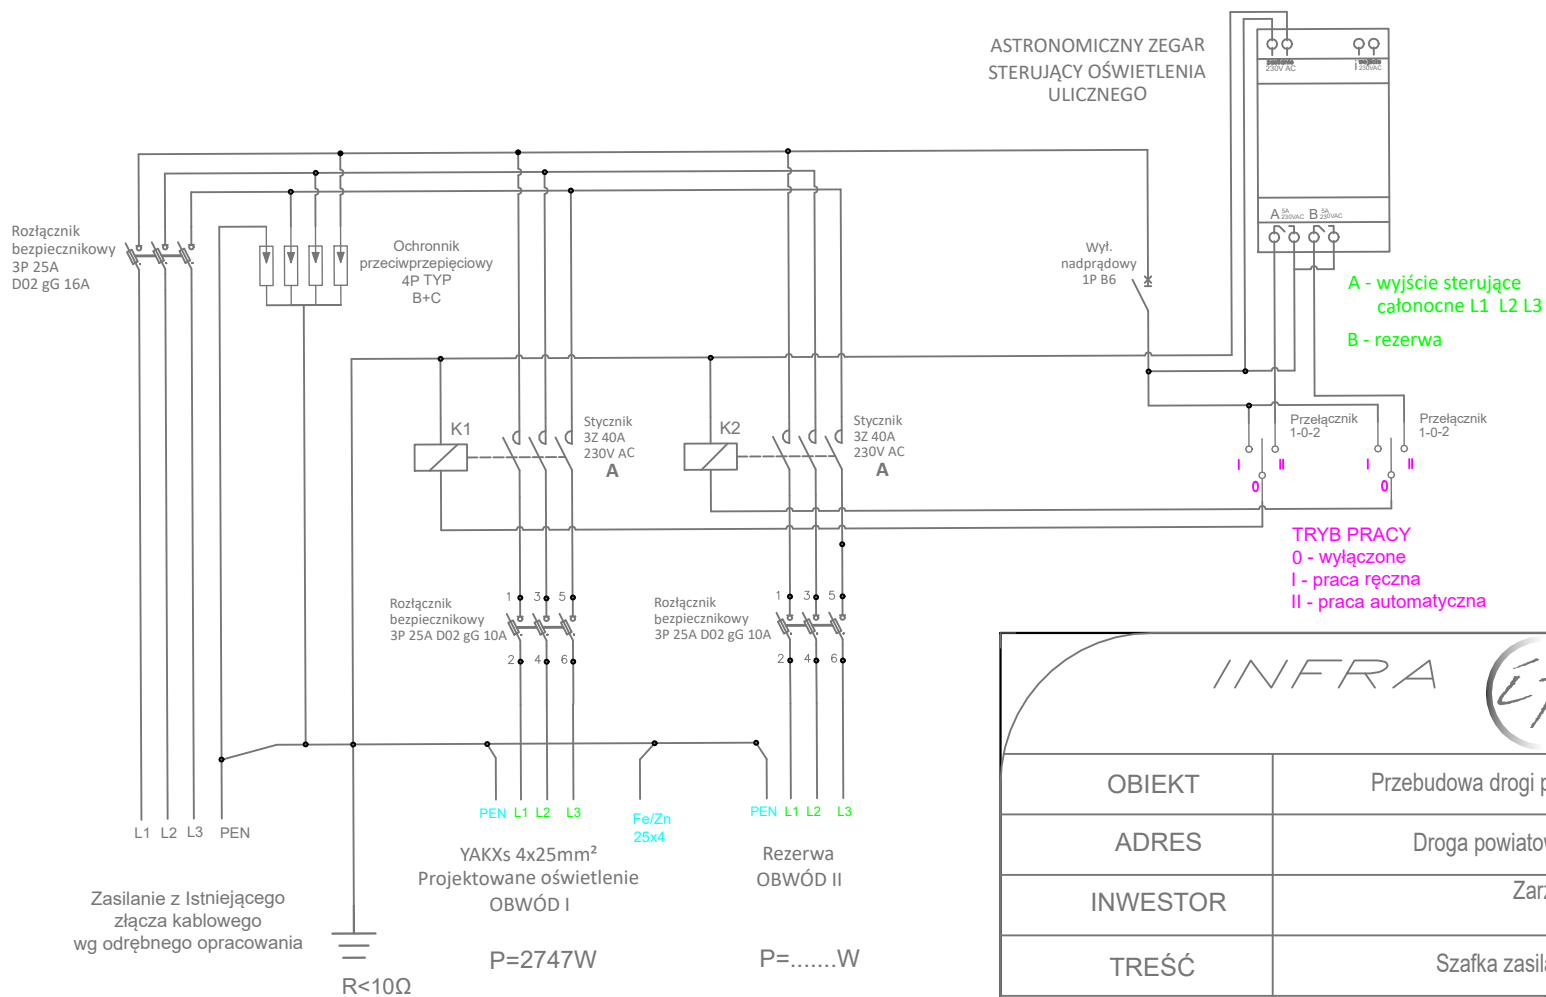 ASTRONOMICZNY ZEGAR
STERUJĄCY OŚWIETLENIA
ULICZNEGO
zasilanie
230V AC
wejście
230VAC
A 5A 230VAC B 5A 230VAC
A - wyjście sterujące
całonocne L1 L2 L3
B - rezerwa
Rozłącznik
bezpiecznikowy
3P 25A
D02 gG 16A
Ochronnik
przeciwprzepięciowy
4P TYP
B+C
Wył.
nadprądowy
1P B6
K1
Stycznik
3Z 40A
230V AC
A
K2
Stycznik
3Z 40A
230V AC
A
Przełącznik
1-0-2
I II
0
Przełącznik
1-0-2
I II
0
TRYB PRACY
0 - wyłączone
I - praca ręczna
II - praca automatyczna
Rozłącznik
bezpiecznikowy
3P 25A D02 gG 10A
1 3 5
2 4 6
Rozłącznik
bezpiecznikowy
3P 25A D02 gG 10A
1 3 5
2 4 6
L1 L2 L3 PEN
PEN L1 L2 L3
Fe/Zn
25x4
PEN L1 L2 L3
Zasilanie z Istniejącego
złącza kablowego
wg odrębnego opracowania
R<10Ω
YAKXs 4x25mm²
Projektowane oświetlenie
OBWÓD I
P=2747W
Rezerwa
OBWÓD II
P=.......W
INFRA
OBIEKT
Przebudowa drogi p
ADRES
Droga powiatow
INWESTOR
Zarz
TREŚĆ
Szafka zasila